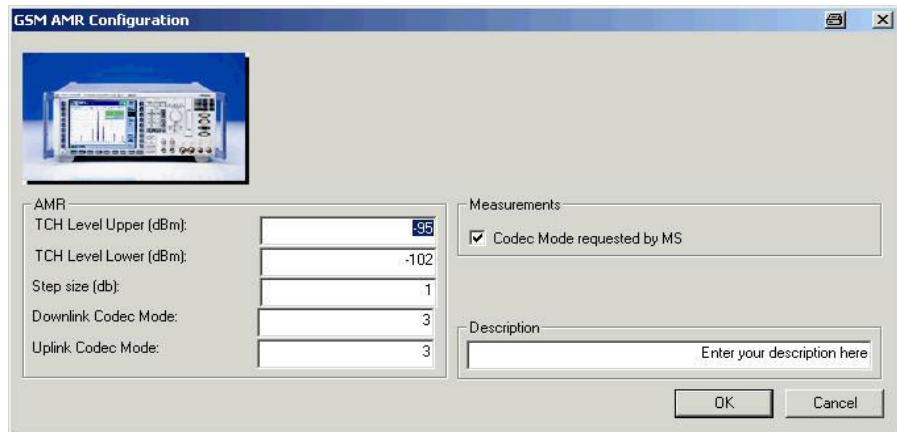 GSM AMR Configuration
AMR
TCH Level Upper (dBm): -95
TCH Level Lower (dBm): -102
Step size (db): 1
Downlink Codec Mode: 3
Uplink Codec Mode: 3
Measurements
Codec Mode requested by MS
Description
Enter your description here
OK Cancel